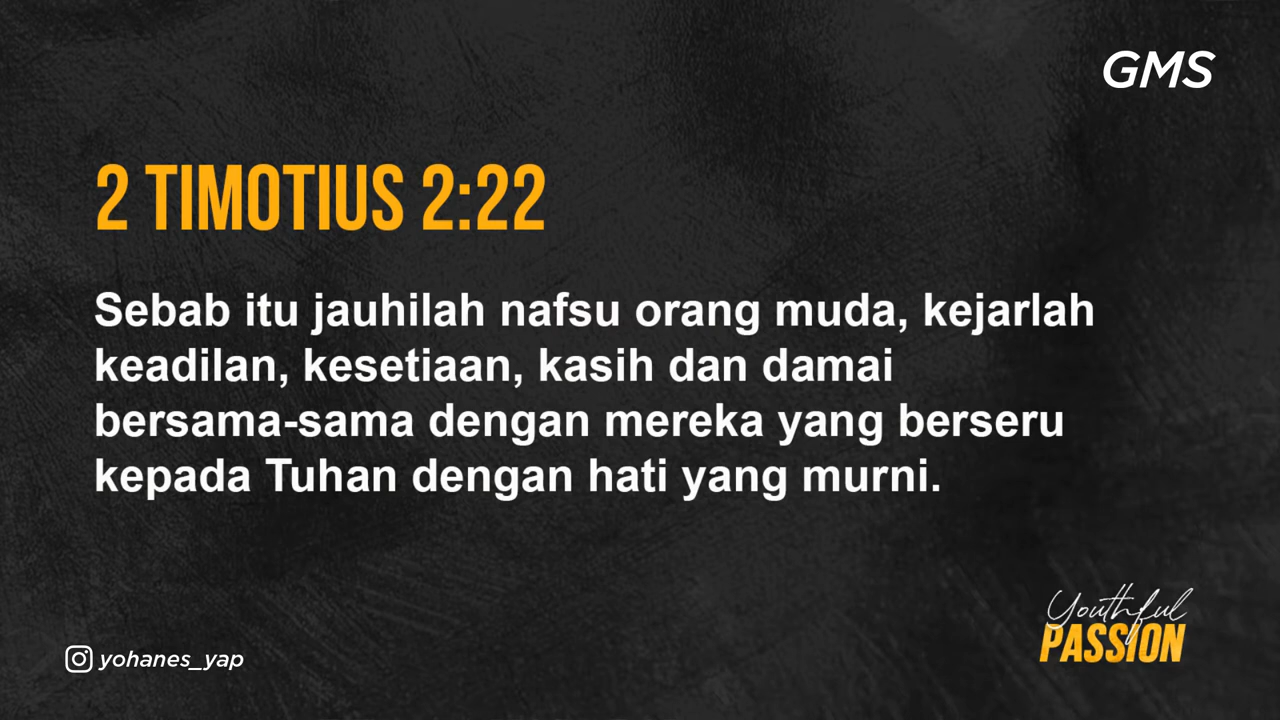 GMS
2 TIMOTIUS 2:22
Sebab itu jauhilah nafsu orang muda, kejarlah
keadilan, kesetiaan, kasih dan damai
bersama-sama dengan mereka yang berseru
kepada Tuhan dengan hati yang murni.
Youthful
PASSION
yohanes_yap